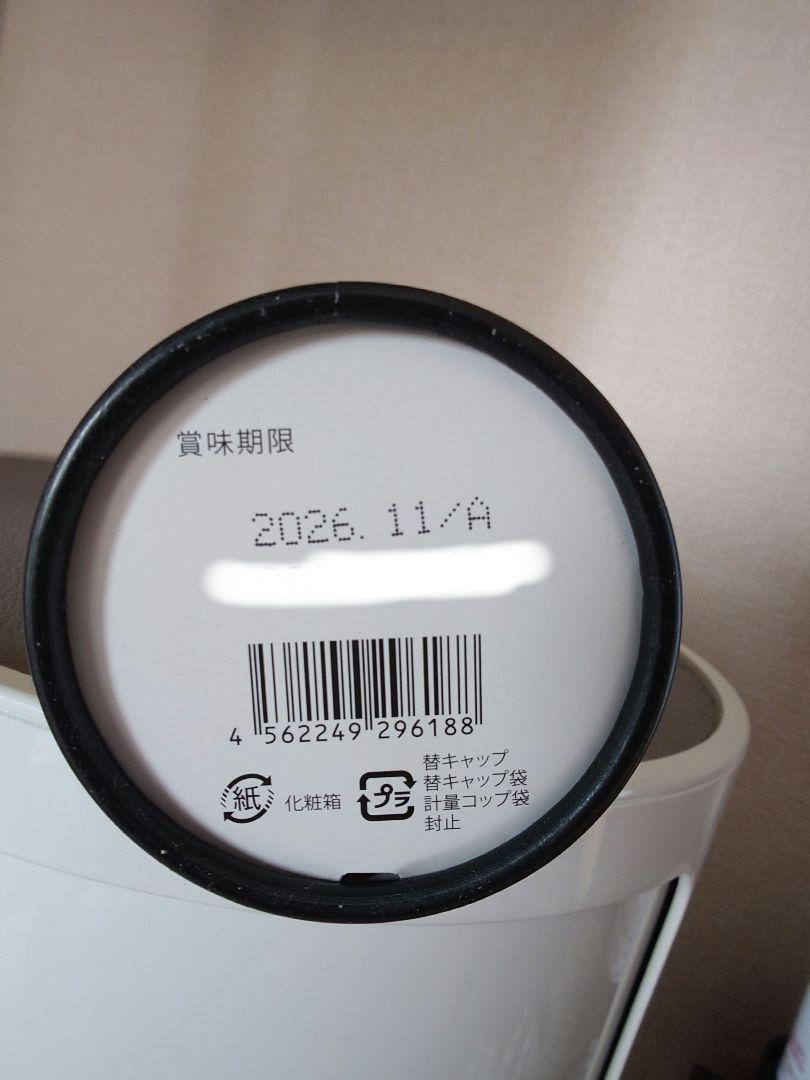 賞味期限
2026. 11/A
4 562249 296188
紙 化粧箱
プラ 替キャップ
替キャップ袋
計量コップ袋
封止